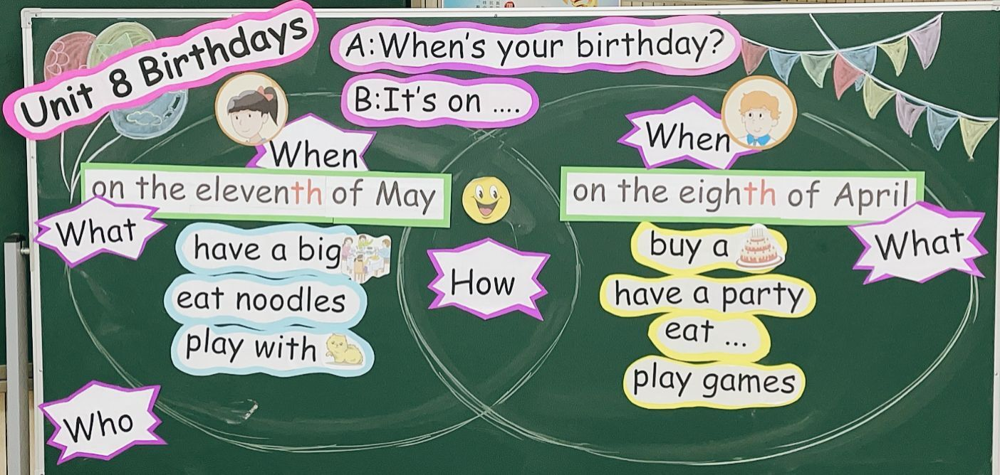 Unit 8 Birthdays
A:When's your birthday?
B:It's on ....
When
on the eleventh of May
What
have a big
eat noodles
play with
Who
How
When
on the eighth of April
What
buy a
have a party
eat ...
play games